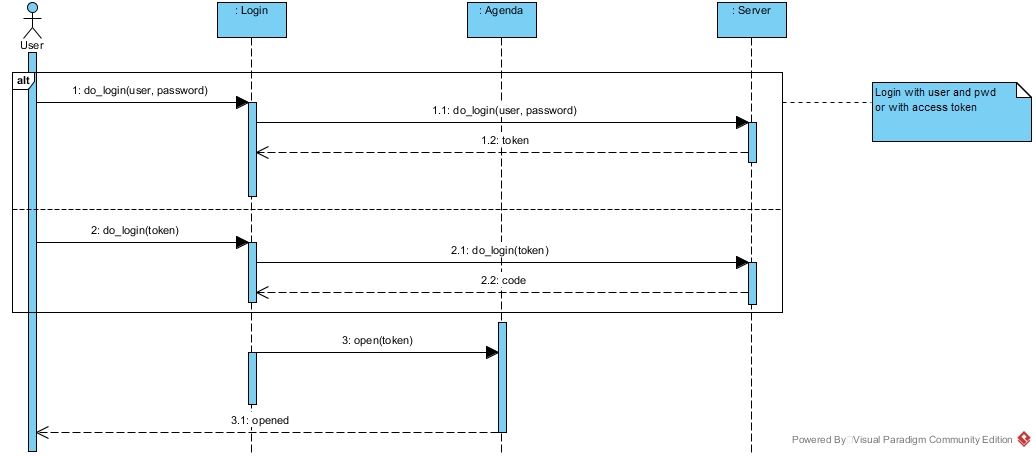 : Login
: Agenda
: Server
User
alt
1: do_login(user, password)
Login with user and pwd
or with access token
1.1: do_login(user, password)
1.2: token
2: do_login(token)
2.1: do_login(token)
2.2: code
3: open(token)
3.1: opened
Powered By Visual Paradigm Community Edition